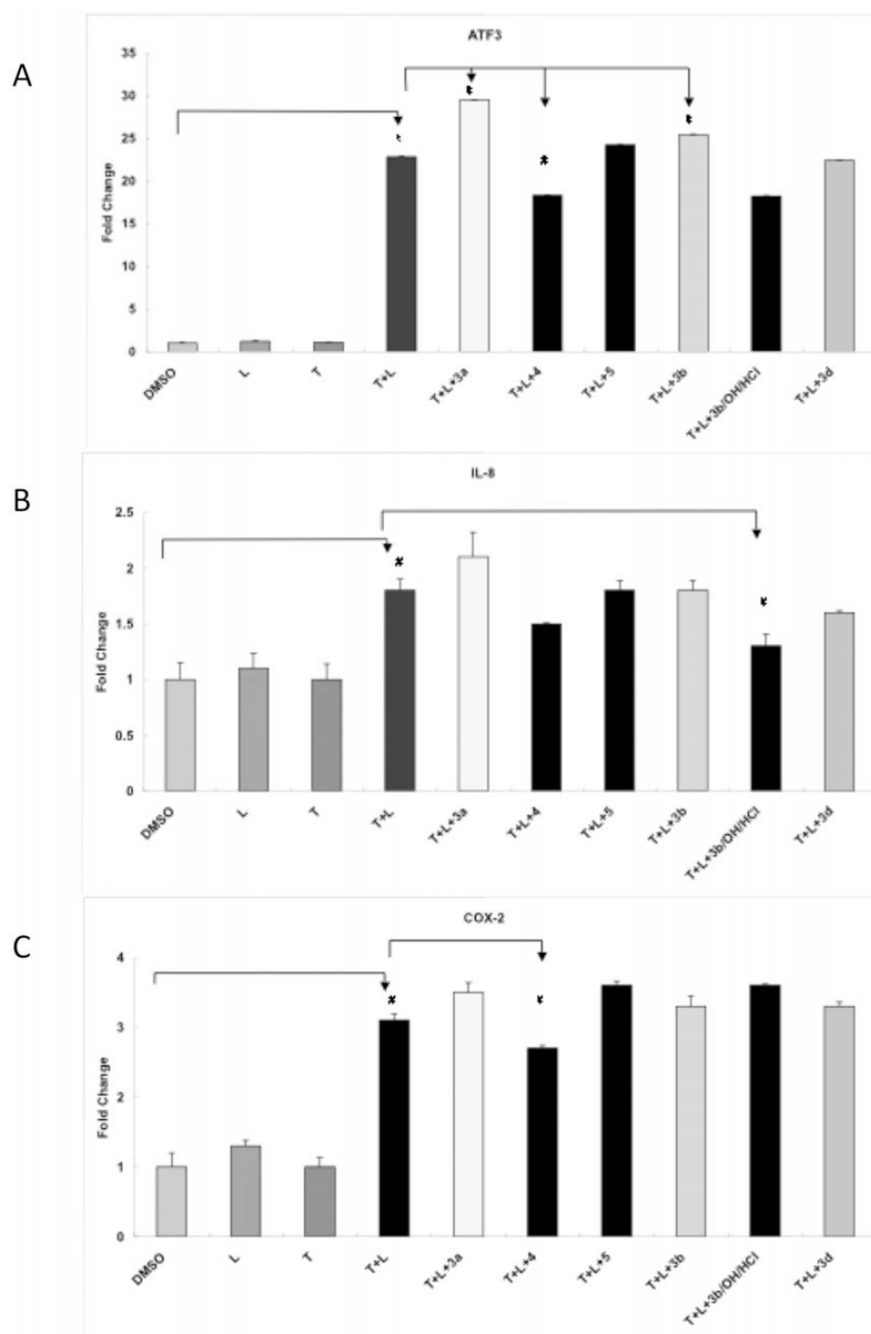 A
ATF3
Fold Change
35
30
25
20
15
10
5
0
DMSO
L
T
T+L
T+L+3a
T+L+4
T+L+5
T+L+3b
T+L+3b/OH/HCl
T+L+3d
B
IL-8
Fold Change
2.5
2
1.5
1
0.5
0
DMSO
L
T
T+L
T+L+3a
T+L+4
T+L+5
T+L+3b
T+L+3b/OH/HCl
T+L+3d
C
COX-2
Fold Change
4
3
2
1
0
DMSO
L
T
T+L
T+L+3a
T+L+4
T+L+5
T+L+3b
T+L+3b/OH/HCl
T+L+3d